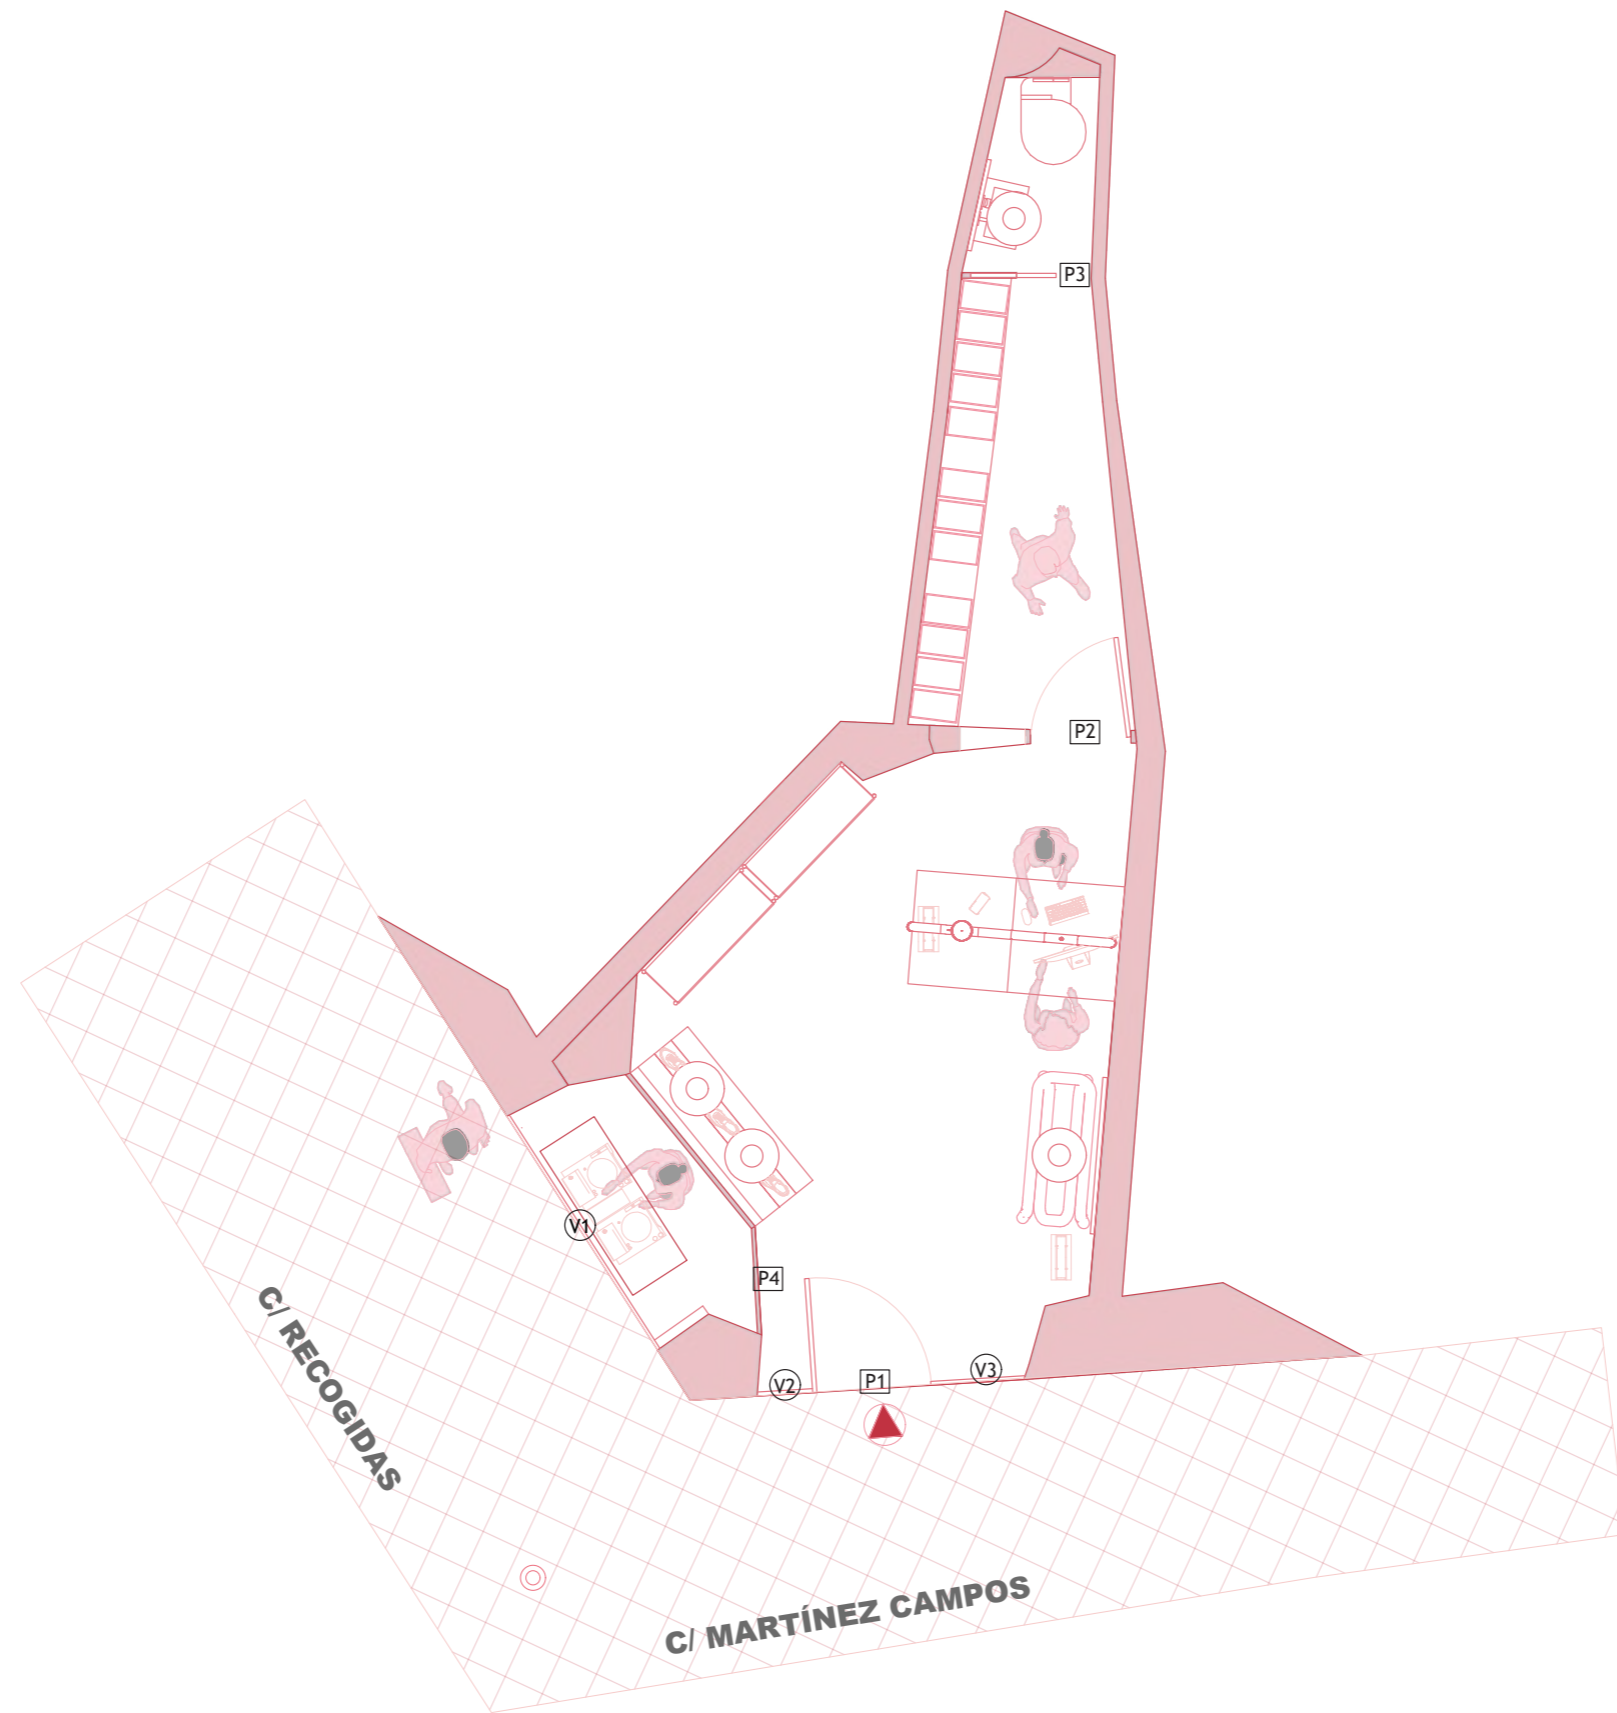 P3
P2
V1
P4
V2
P1
V3
C/ RECOGIDAS
C/ MARTÍNEZ CAMPOS